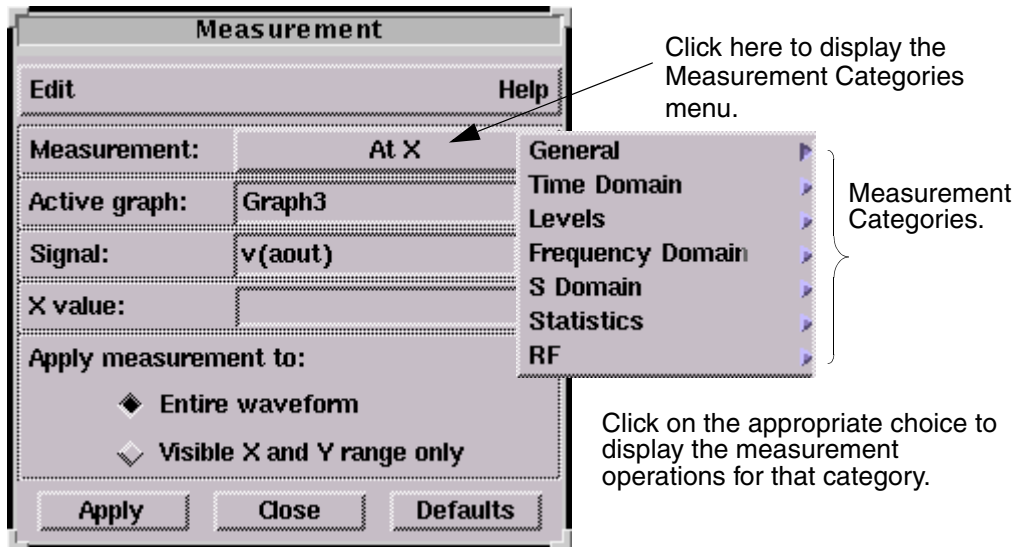 Measurement
Click here to display the
Measurement Categories
menu.
Edit Help
Measurement: At X
Active graph: Graph3
Signal: v(aout)
X value:
General
Time Domain
Levels
Frequency Domain
S Domain
Statistics
RF
Measurement
Categories.
Apply measurement to:
Entire waveform
Visible X and Y range only
Click on the appropriate choice to
display the measurement
operations for that category.
Apply Close Defaults